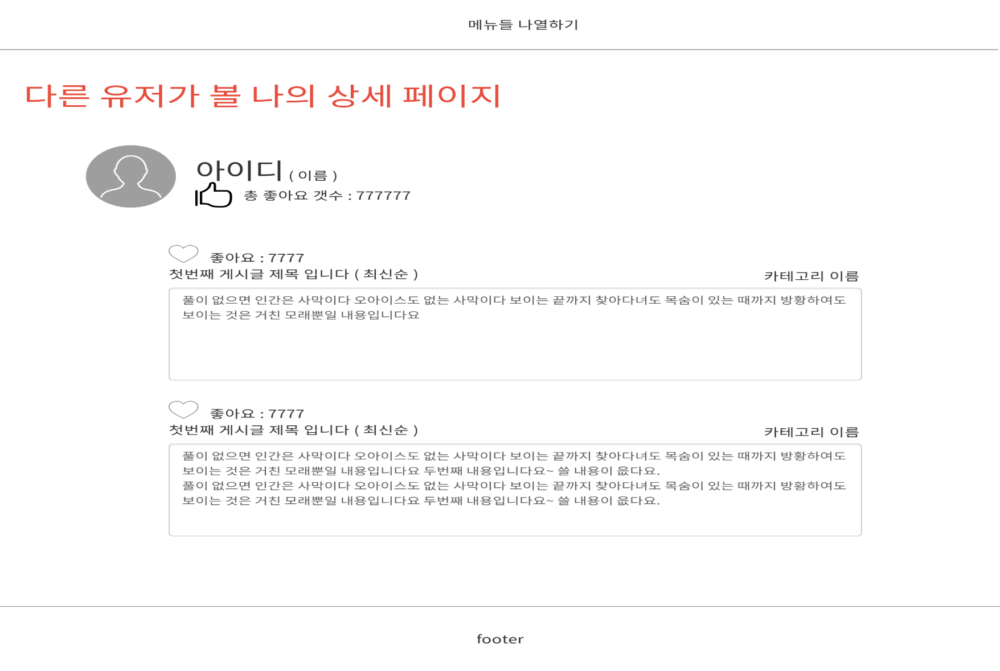 메뉴들 나열하기
다른 유저가 볼 나의 상세 페이지
아이디 ( 이름 )
총 좋아요 갯수 : 777777
좋아요 : 7777
첫번째 게시글 제목 입니다 ( 최신순 )
카테고리 이름
풀이 없으면 인간은 사막이다 오아이스도 없는 사막이다 보이는 끝까지 찾아다녀도 목숨이 있는 때까지 방황하여도
보이는 것은 거친 모래뿐일 내용입니다요
좋아요 : 7777
첫번째 게시글 제목 입니다 ( 최신순 )
카테고리 이름
풀이 없으면 인간은 사막이다 오아이스도 없는 사막이다 보이는 끝까지 찾아다녀도 목숨이 있는 때까지 방황하여도
보이는 것은 거친 모래뿐일 내용입니다요 두번째 내용입니다요~ 쓸 내용이 읎다요.
풀이 없으면 인간은 사막이다 오아이스도 없는 사막이다 보이는 끝까지 찾아다녀도 목숨이 있는 때까지 방황하여도
보이는 것은 거친 모래뿐일 내용입니다요 두번째 내용입니다요~ 쓸 내용이 읎다요.
footer